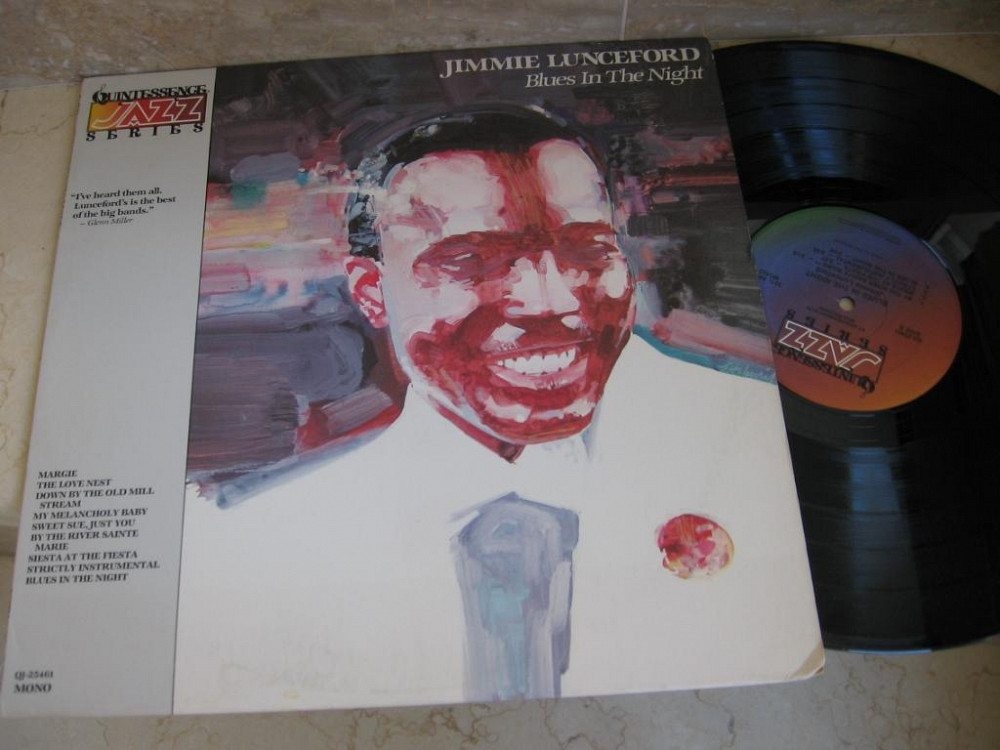 QUINTESSENCE
JAZZ
SERIES
JIMMIE LUNCEFORD
Blues In The Night
"I've heard them all.
Lunceford's is the best
of the big bands."
– Glenn Miller
MARGIE
THE LOVE NEST
DOWN BY THE OLD MILL
STREAM
MY MELANCHOLY BABY
SWEET SUE, JUST YOU
BY THE RIVER SAINTE
MARIE
SIESTA AT THE FIESTA
STRICTLY INSTRUMENTAL
BLUES IN THE NIGHT
QJ-25461
MONO
QUINTESSENCE
JAZZ
SERIES